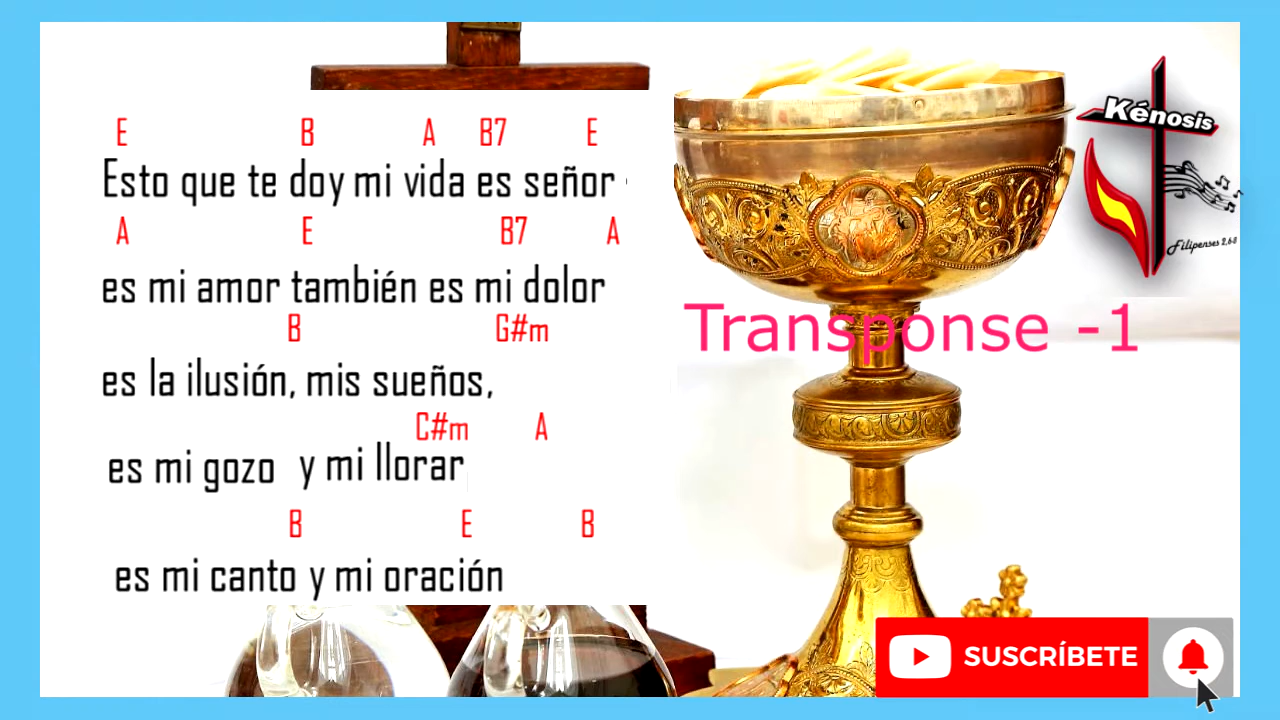 E B A B7 E
Esto que te doy mi vida es señor
A E B7 A
es mi amor también es mi dolor
B G#m
es la ilusión, mis sueños,
C#m A
es mi gozo y mi llorar
B E B
es mi canto y mi oración
Kénosis
Filipenses 2,6-8
Transponse -1
SUSCRÍBETE